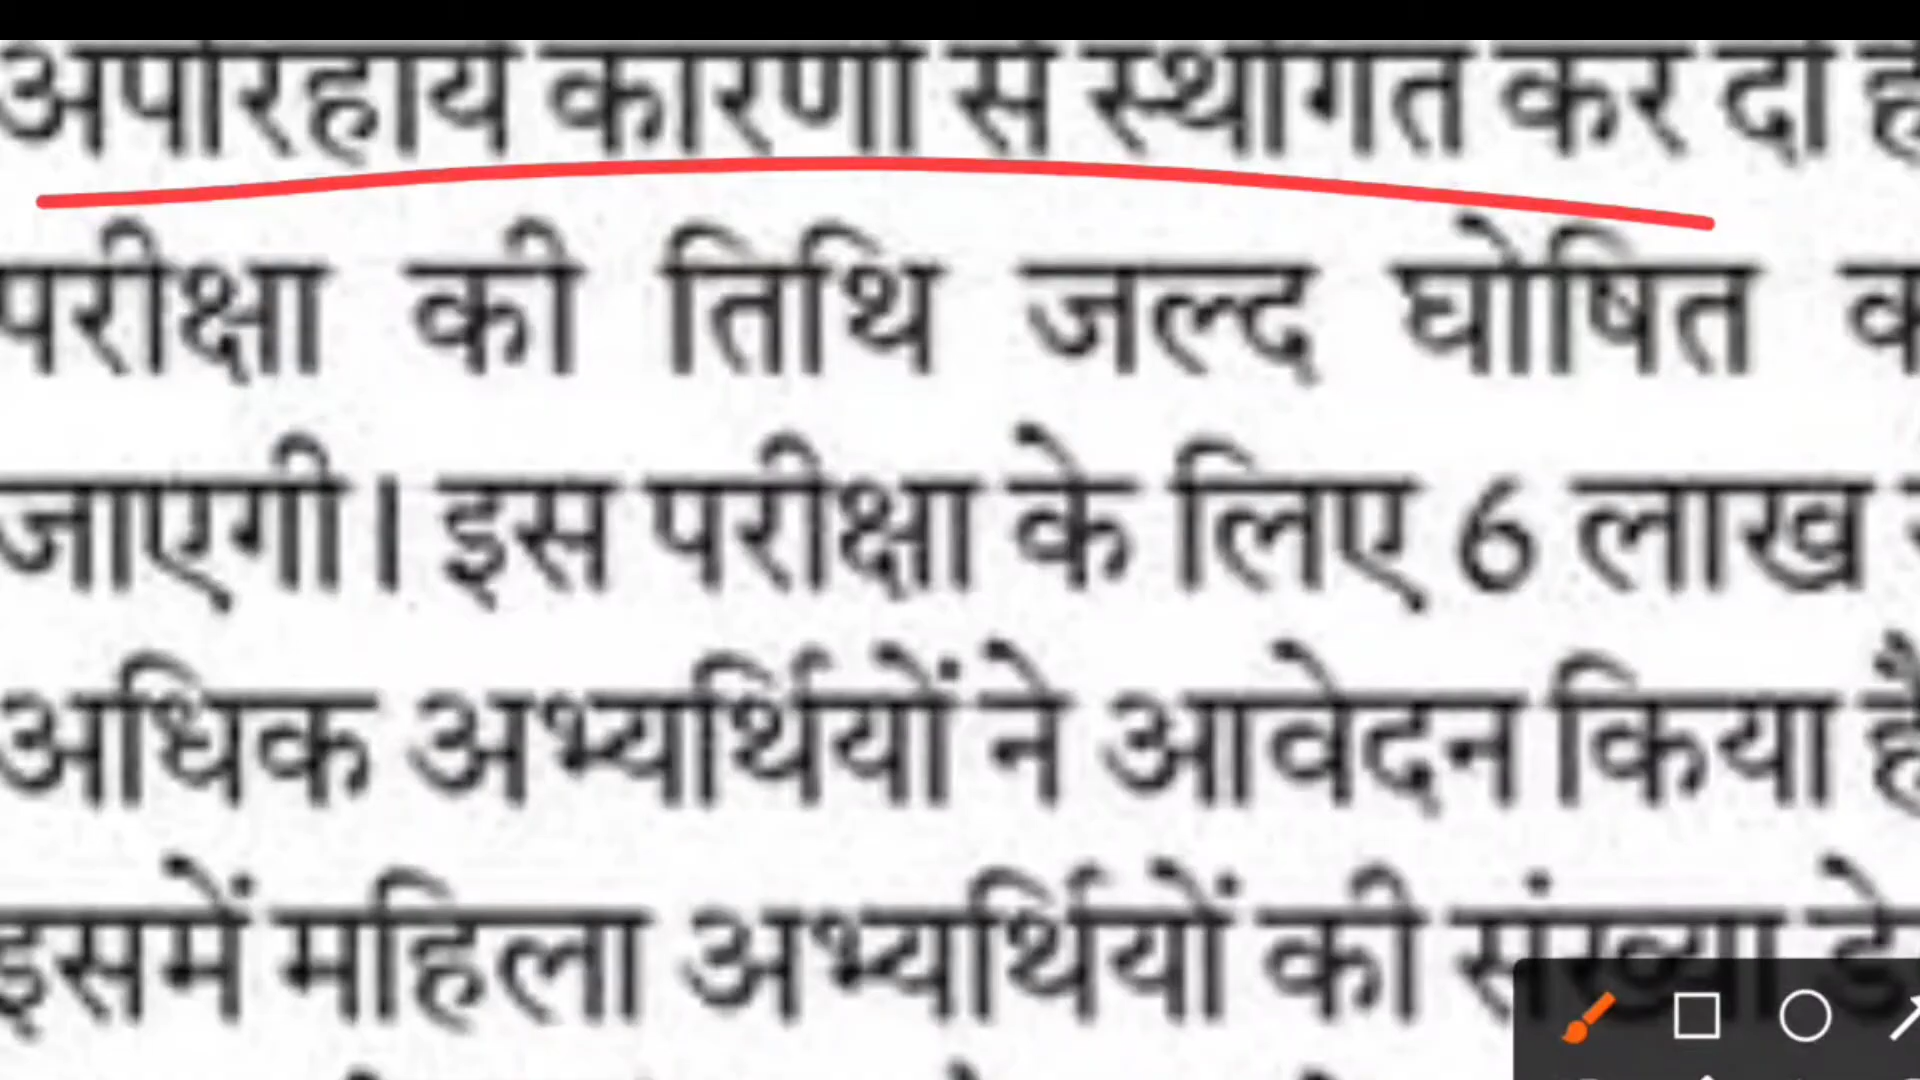 अपरिहार्य कारणों से स्थगित कर दी
परीक्षा की तिथि जल्द घोषित
जाएगी। इस परीक्षा के लिए 6 लाख
अधिक अभ्यर्थियों ने आवेदन किया
इसमें महिला अभ्यर्थियों की संख्या